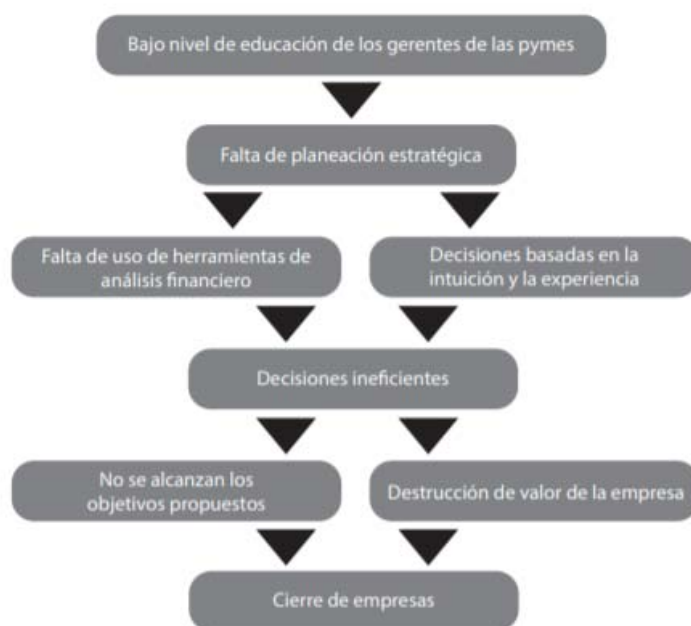 Bajo nivel de educación de los gerentes de las pymes
Falta de planeación estratégica
Falta de uso de herramientas de
análisis financiero
Decisiones basadas en la
intuición y la experiencia
Decisiones ineficientes
No se alcanzan los
objetivos propuestos
Destrucción de valor de la empresa
Cierre de empresas